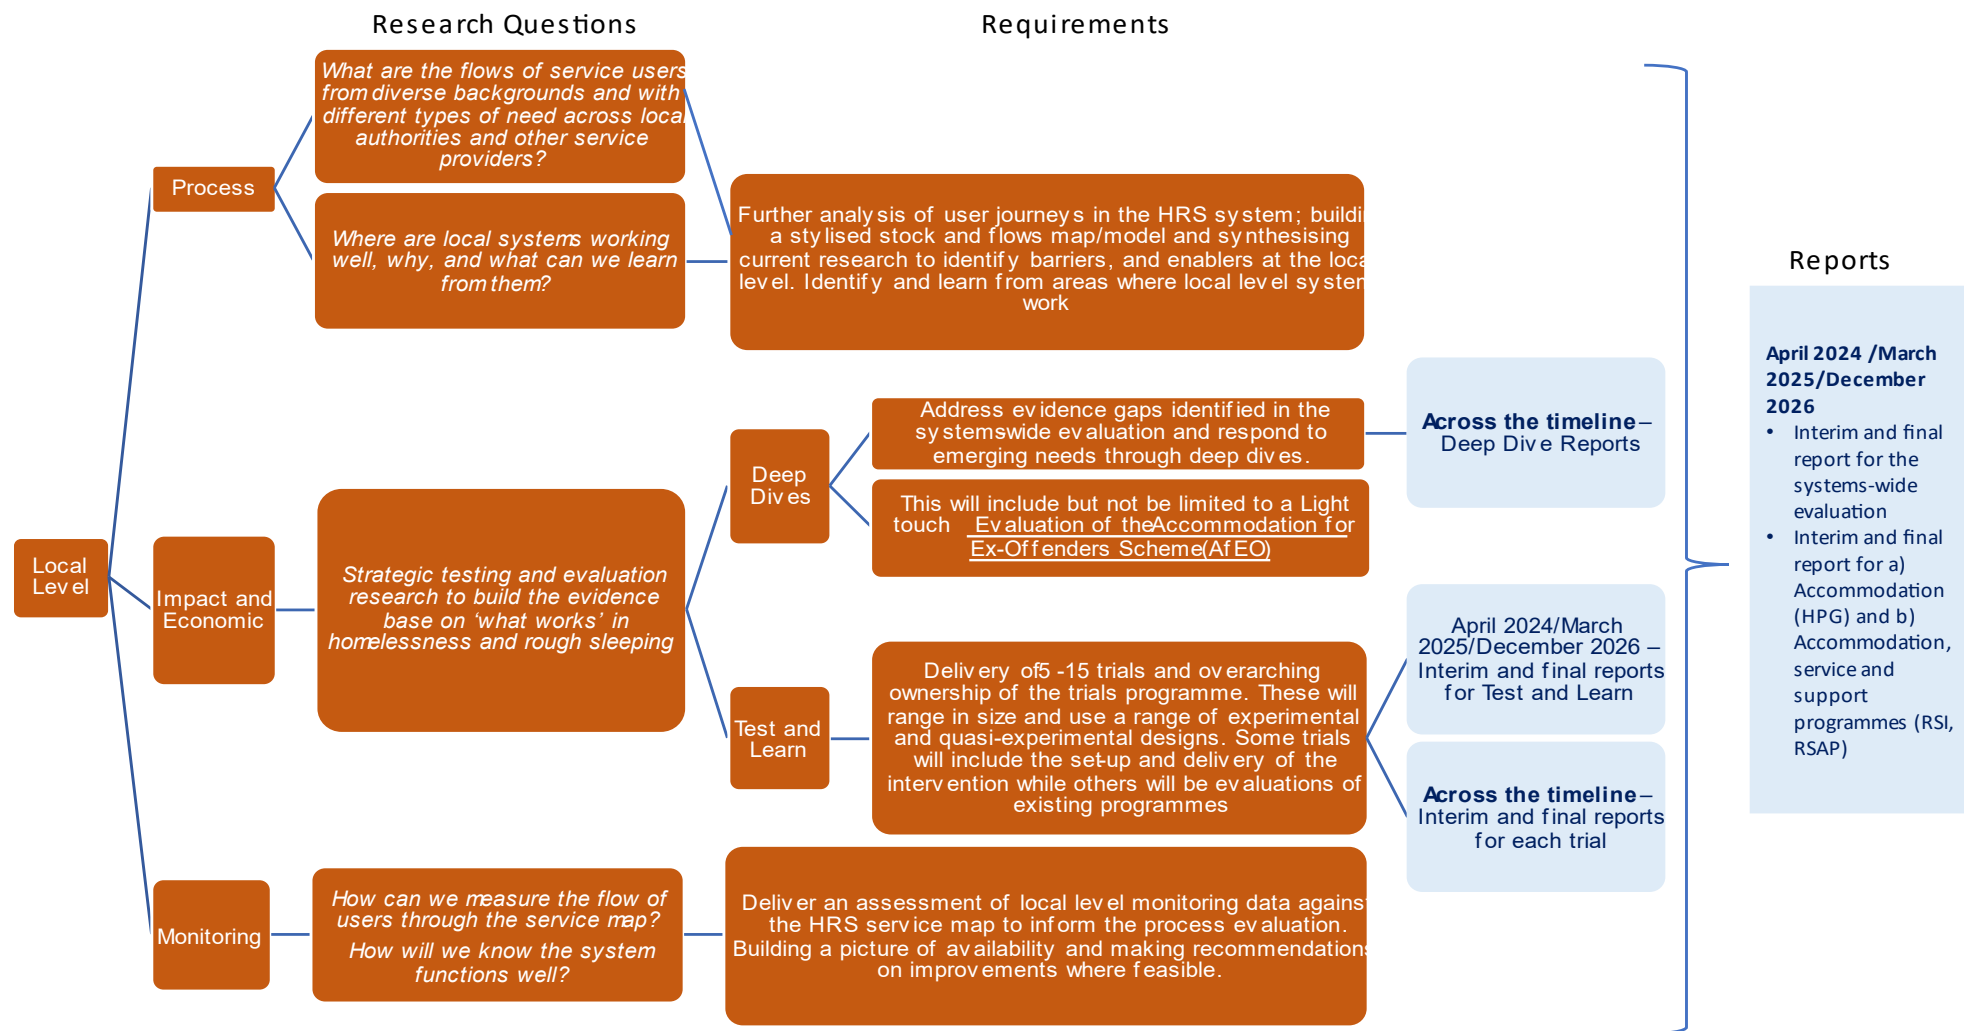 Research Questions
Requirements
What are the flows of service users
from diverse backgrounds and with
different types of need across local
authorities and other service
providers?
Process
Where are local systems working
well, why, and what can we learn
from them?
Further analysis of user journeys in the HRS system; buildi
a stylised stock and flows map/model and synthesising
current research to identify barriers, and enablers at the loca
level. Identify and learn from areas where local level system
work
Reports
April 2024 /March
2025/December
2026
• Interim and final
report for the
systems-wide
evaluation
• Interim and final
report for a)
Accommodation
(HPG) and b)
Accommodation,
service and
support
programmes (RSI,
RSAP)
Local
Level
Impact and
Economic
Strategic testing and evaluation
research to build the evidence
base on ‘what works’ in
homelessness and rough sleeping
Deep
Dives
Address evidence gaps identified in the
systems-wide evaluation and respond to
emerging needs through deep dives.
This will include but not be limited to a Light
touch Evaluation of the Accommodation for
Ex-Offenders Scheme(AfEO)
Across the timeline –
Deep Dive Reports
Test and
Learn
Delivery of 5 -15 trials and overarching
ownership of the trials programme. These will
range in size and use a range of experimental
and quasi-experimental designs. Some trials
will include the set-up and delivery of the
intervention while others will be evaluations of
existing programmes
April 2024/March
2025/December 2026 –
Interim and final reports
for Test and Learn
Across the timeline –
Interim and final reports
for each trial
Monitoring
How can we measure the flow of
users through the service map?
How will we know the system
functions well?
Deliver an assessment of local level monitoring data against
the HRS service map to inform the process evaluation.
Building a picture of availability and making recommendations
on improvements where feasible.